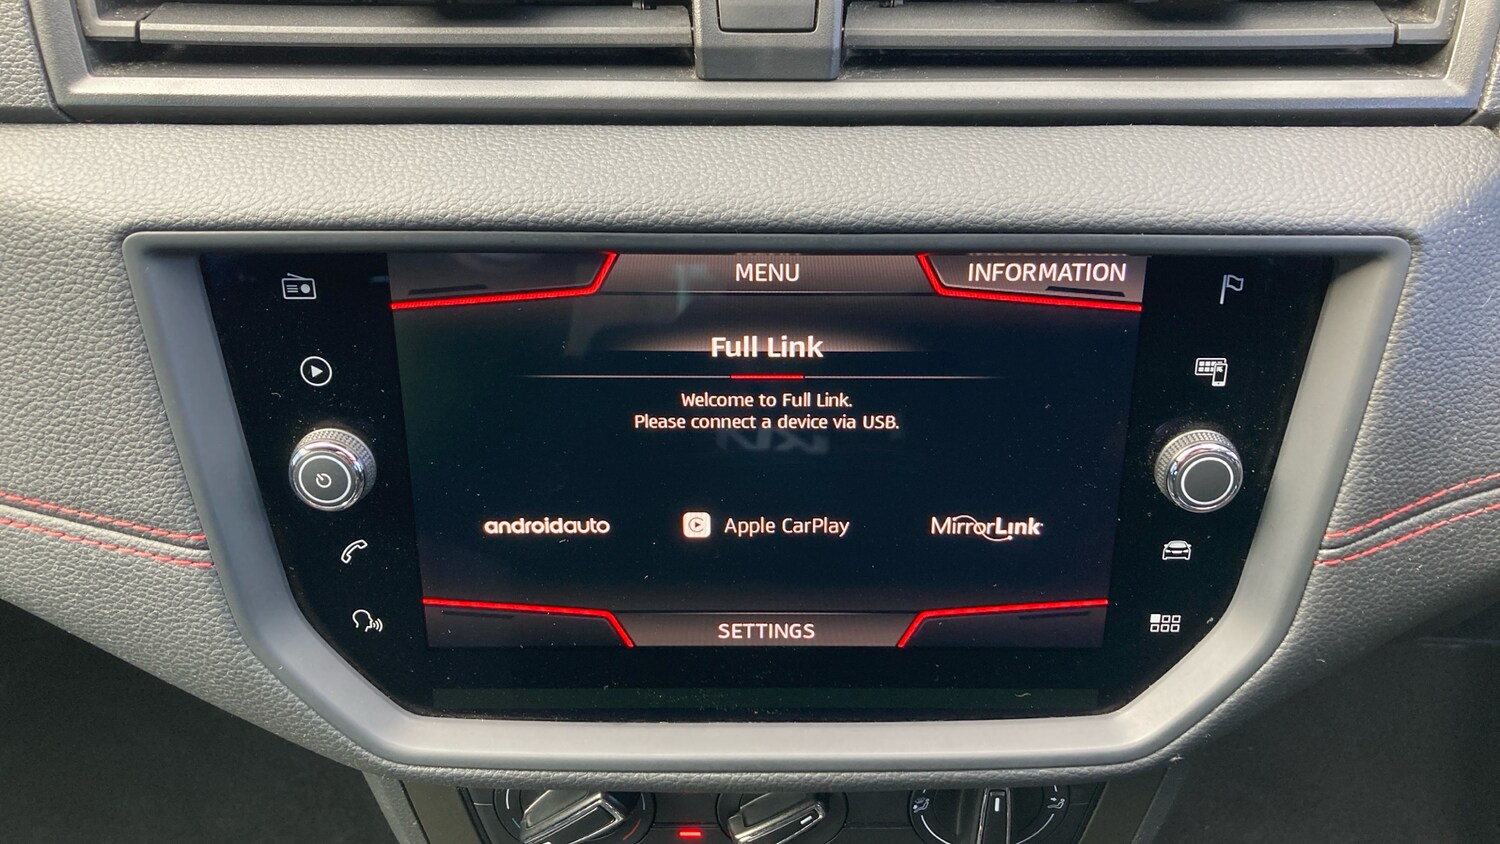 MENU
INFORMATION
Full Link
Welcome to Full Link.
Please connect a device via USB.
androidauto
Apple CarPlay
MirrorLink
SETTINGS